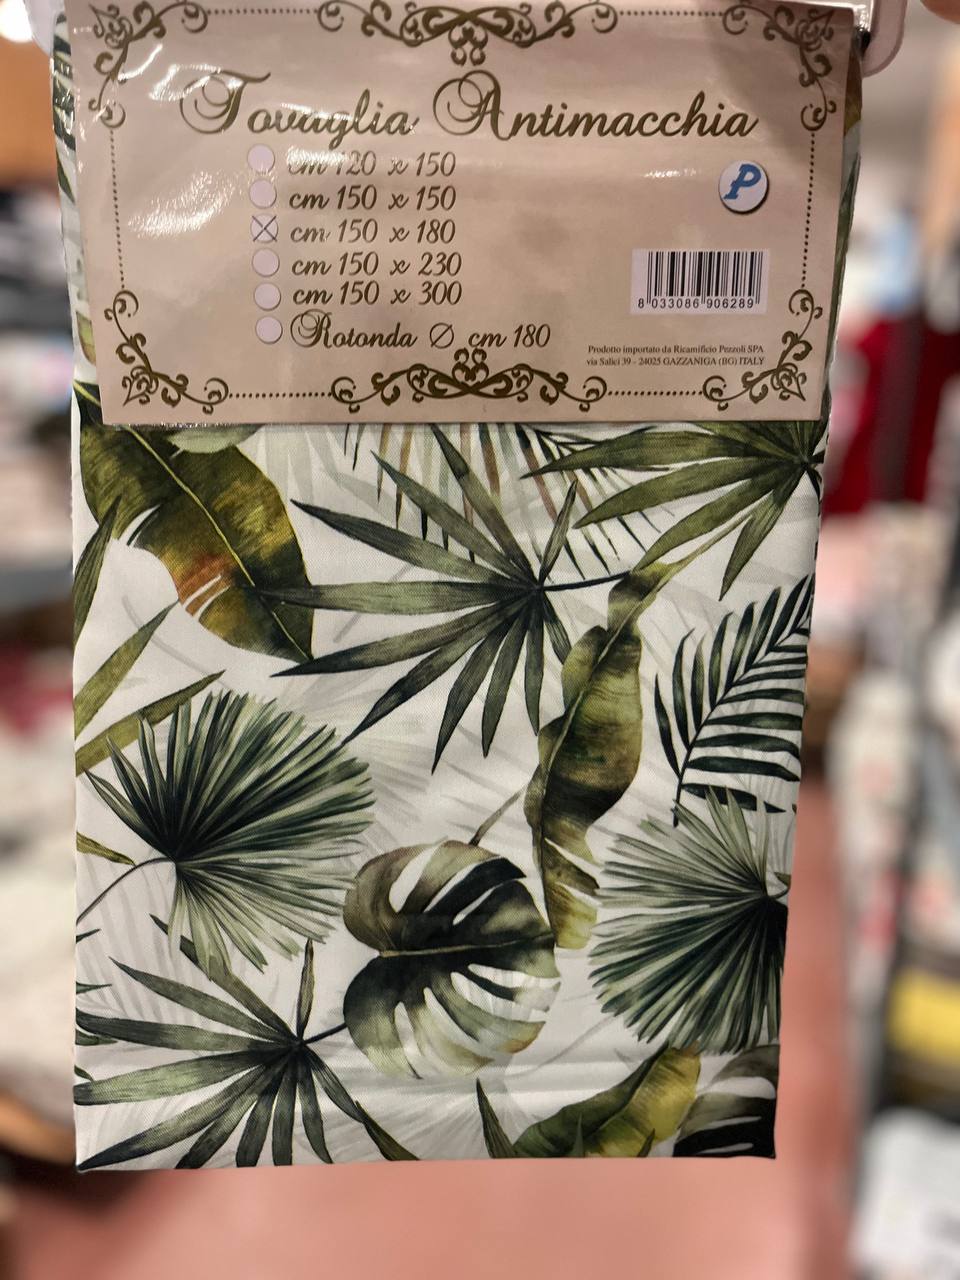 Tovaglia Antimacchia
cm 120 x 150
cm 150 x 150
P
cm 150 x 180
cm 150 x 230
cm 150 x 300
8 033086 906289
Rotonda Ø cm 180
Prodotto importato da Ricamificio Pezzoli SPA
via Salici 39 - 24025 GAZZANIGA (BG) ITALY